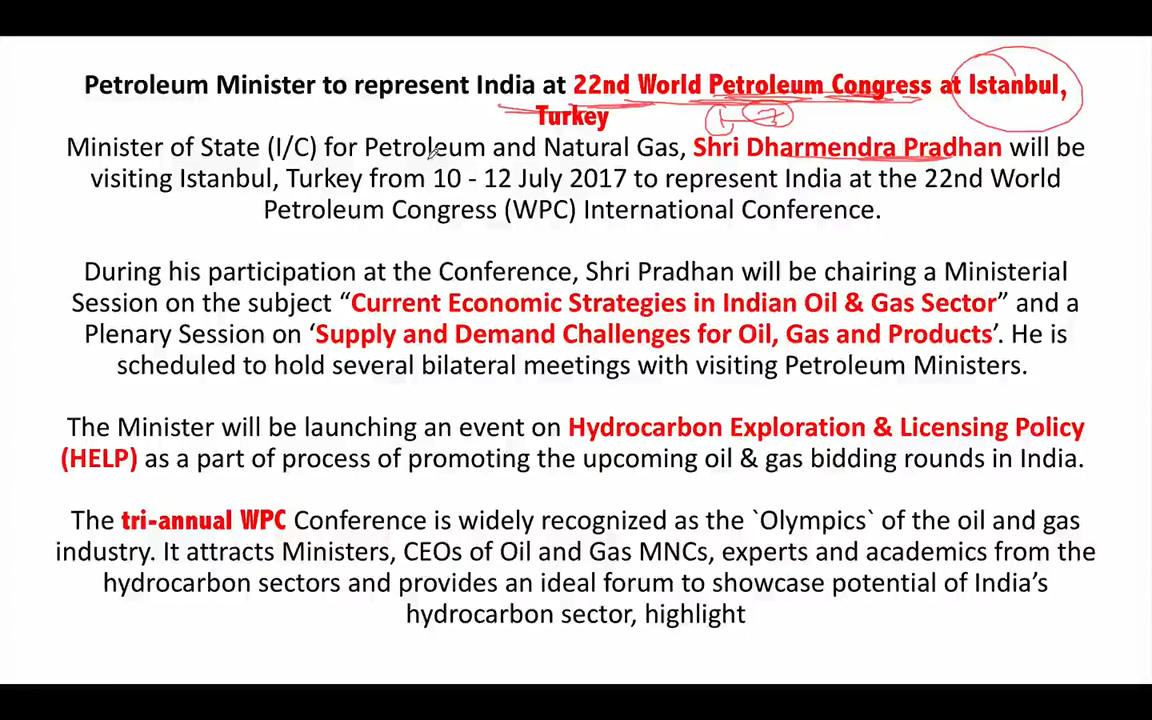 Petroleum Minister to represent India at 22nd World Petroleum Congress at Istanbul,
Turkey
Minister of State (I/C) for Petroleum and Natural Gas, Shri Dharmendra Pradhan will be
visiting Istanbul, Turkey from 10 - 12 July 2017 to represent India at the 22nd World
Petroleum Congress (WPC) International Conference.
During his participation at the Conference, Shri Pradhan will be chairing a Ministerial
Session on the subject “Current Economic Strategies in Indian Oil & Gas Sector” and a
Plenary Session on ‘Supply and Demand Challenges for Oil, Gas and Products’. He is
scheduled to hold several bilateral meetings with visiting Petroleum Ministers.
The Minister will be launching an event on Hydrocarbon Exploration & Licensing Policy
(HELP) as a part of process of promoting the upcoming oil & gas bidding rounds in India.
The tri-annual WPC Conference is widely recognized as the `Olympics` of the oil and gas
industry. It attracts Ministers, CEOs of Oil and Gas MNCs, experts and academics from the
hydrocarbon sectors and provides an ideal forum to showcase potential of India’s
hydrocarbon sector, highlight